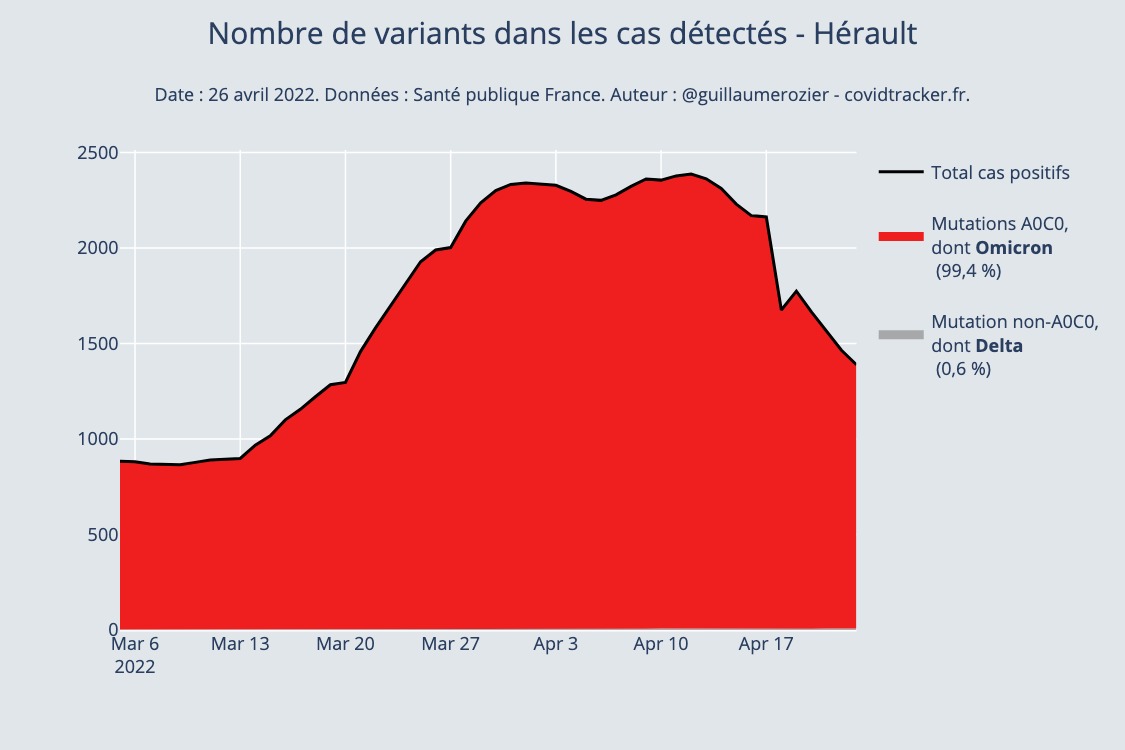 Nombre de variants dans les cas détectés - Hérault
Date : 26 avril 2022. Données : Santé publique France. Auteur : @guillaumerozier - covidtracker.fr.
2500
2000
1500
1000
500
0
Mar 6
2022
Mar 13
Mar 20
Mar 27
Apr 3
Apr 10
Apr 17
Total cas positifs
Mutations A0C0,
dont Omicron
(99,4 %)
Mutation non-A0C0,
dont Delta
(0,6 %)